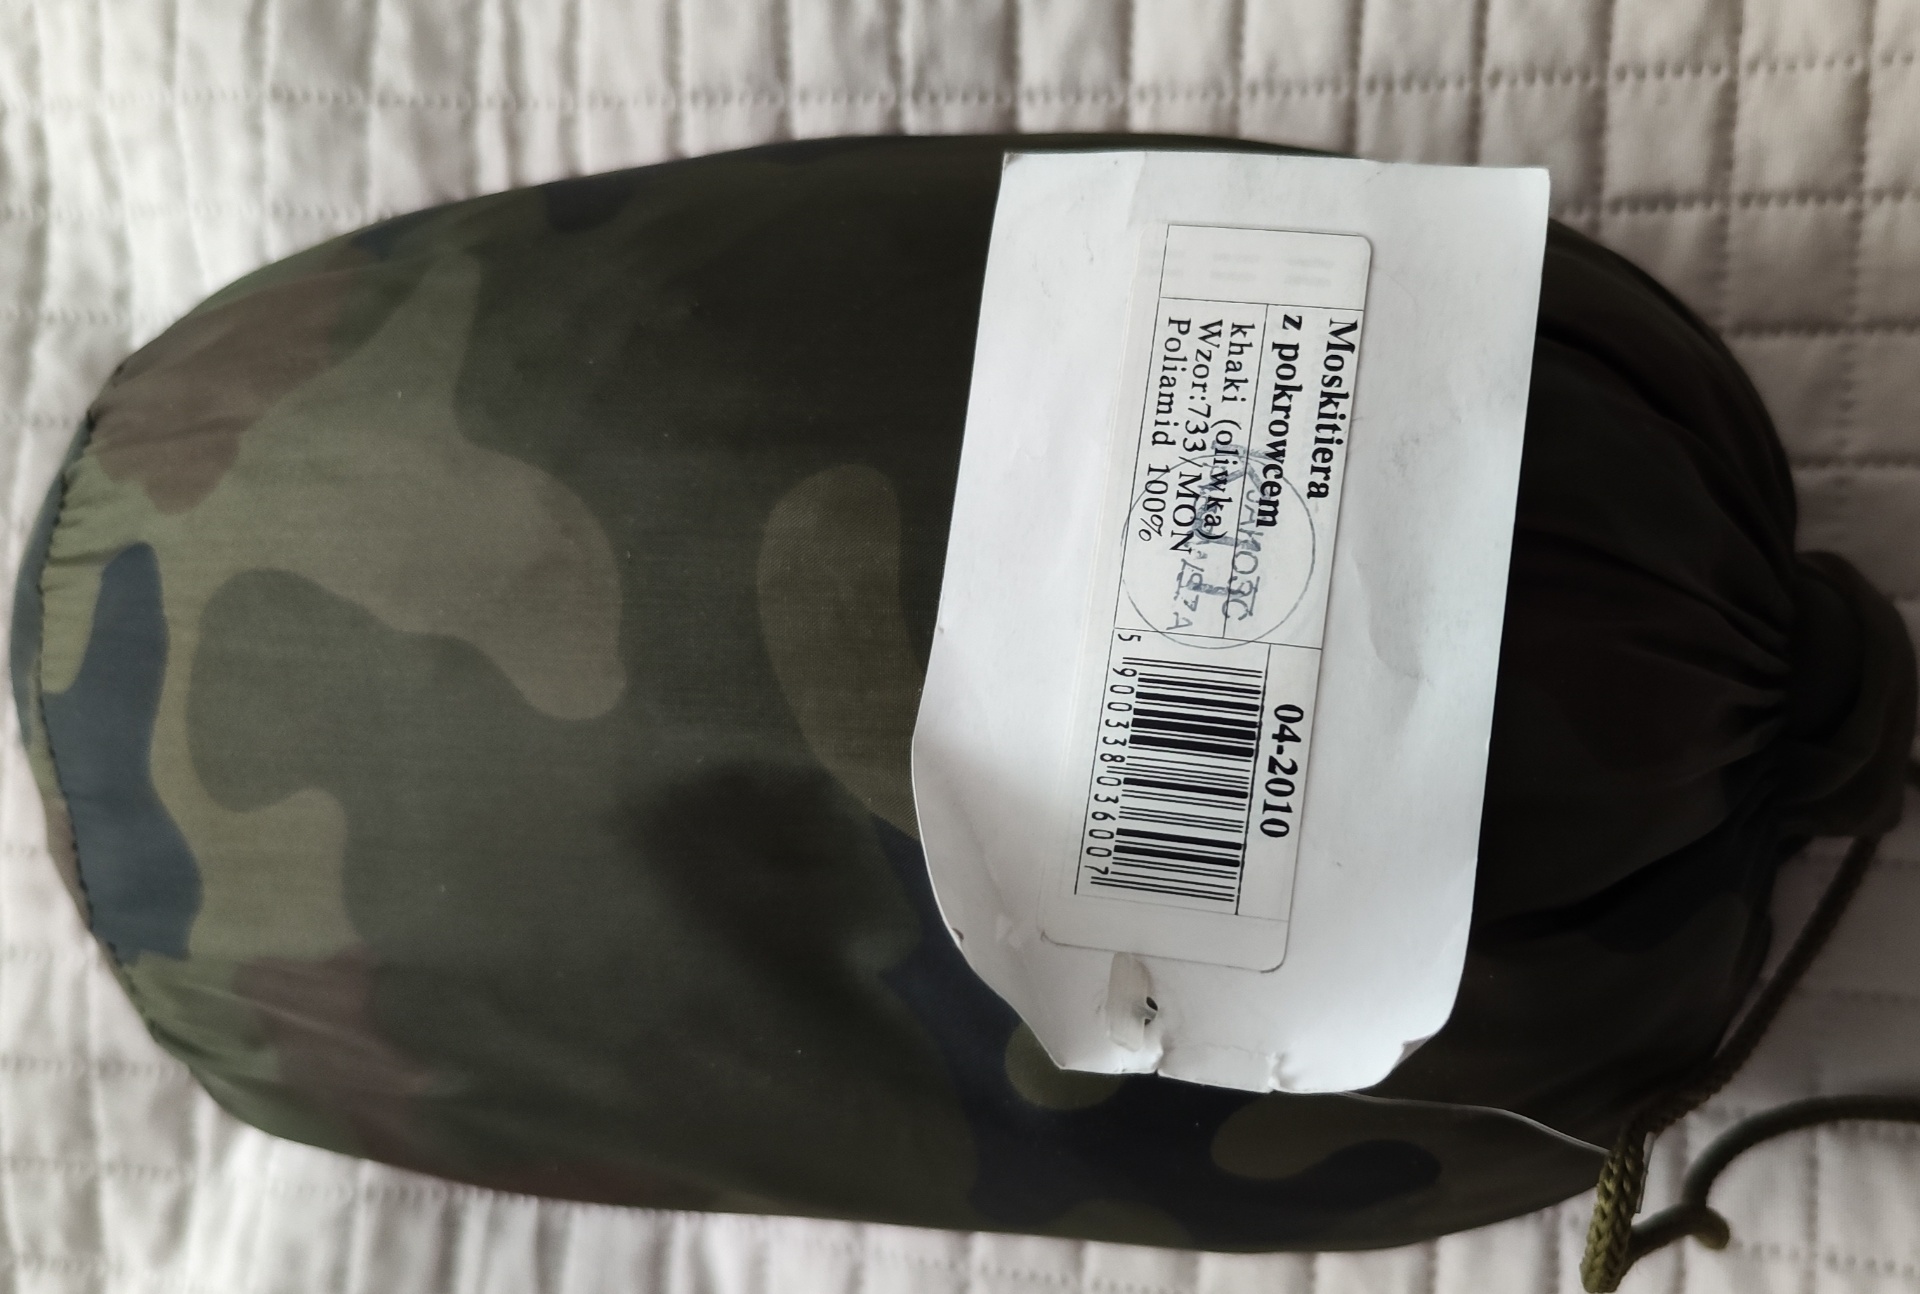 Moskitiera
z pokrowcem
khaki (oliwka)
Wzor:733/MON
Poliamid 100%
04-2010
5 900338 036007